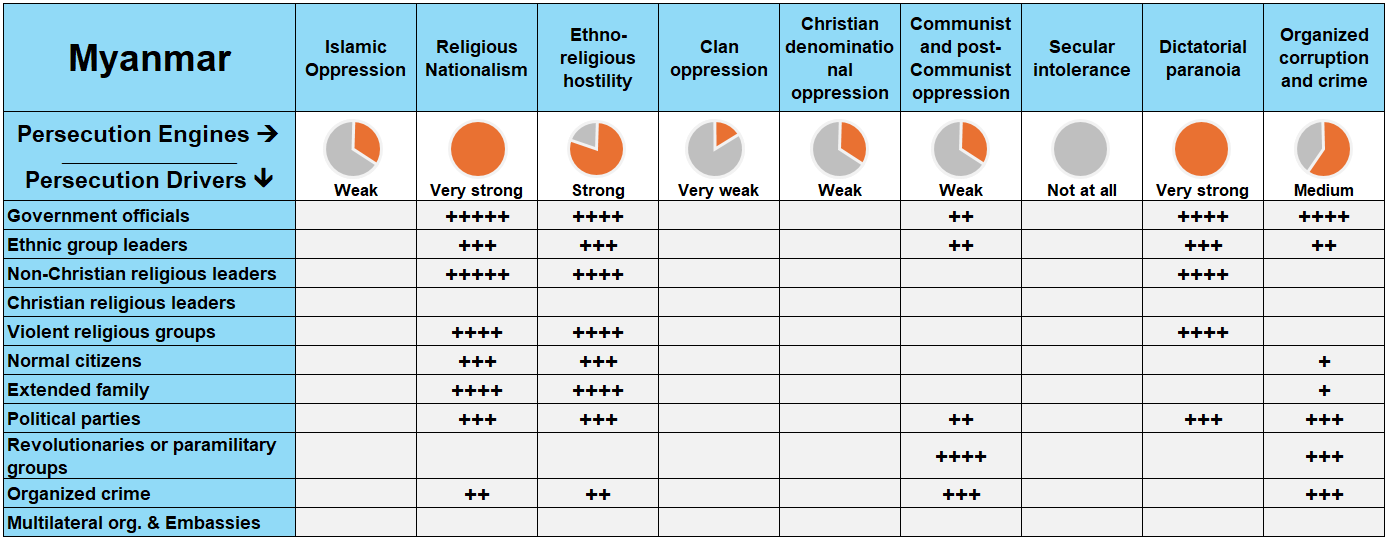 Myanmar
Islamic
Oppression
Religious
Nationalism
Ethno-
religious
hostility
Clan
oppression
Christian
denominatio
nal
oppression
Communist
and post-
Communist
oppression
Secular
intolerance
Dictatorial
paranoia
Organized
corruption
and crime
Persecution Engines →
Persecution Drivers ↓
Weak
Very strong
Strong
Very weak
Weak
Weak
Not at all
Very strong
Medium
Government officials +++++ ++++ ++ ++++ ++++
Ethnic group leaders +++ +++ ++ +++ ++
Non-Christian religious leaders +++++ ++++ ++++
Christian religious leaders
Violent religious groups ++++ ++++ ++++
Normal citizens +++ +++ +
Extended family ++++ ++++ +
Political parties +++ +++ ++ +++ +++
Revolutionaries or paramilitary
groups ++++ +++
Organized crime ++ ++ +++ +++
Multilateral org. & Embassies